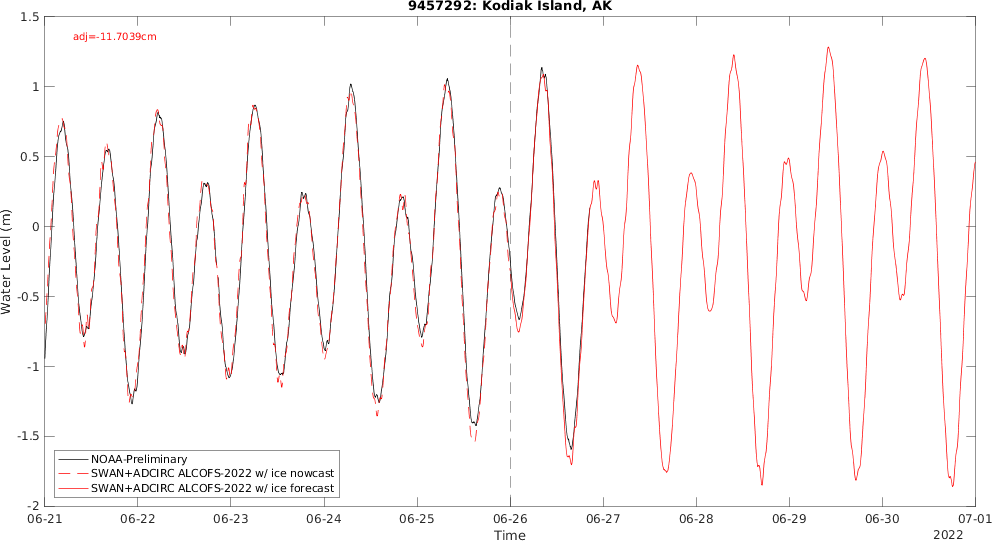 9457292: Kodiak Island, AK
adj=-11.7039cm
Water Level (m)
1.5
1
0.5
0
-0.5
-1
-1.5
-2
NOAA-Preliminary
SWAN+ADCIRC ALCOFS-2022 w/ ice nowcast
SWAN+ADCIRC ALCOFS-2022 w/ ice forecast
06-21 06-22 06-23 06-24 06-25 06-26 06-27 06-28 06-29 06-30 07-01
Time
2022